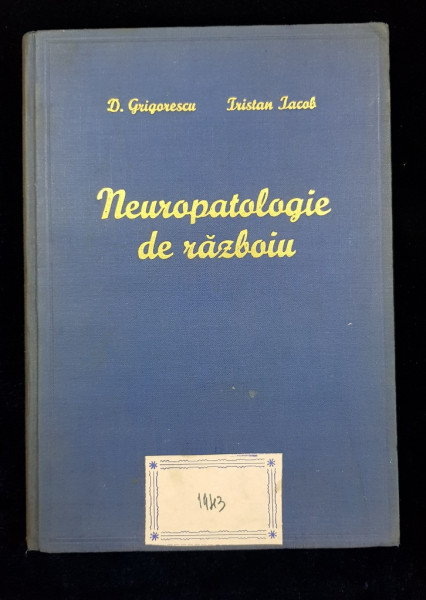 D. Grigorescu Tristan Iacob
Neuropatologie
de războiu
1943